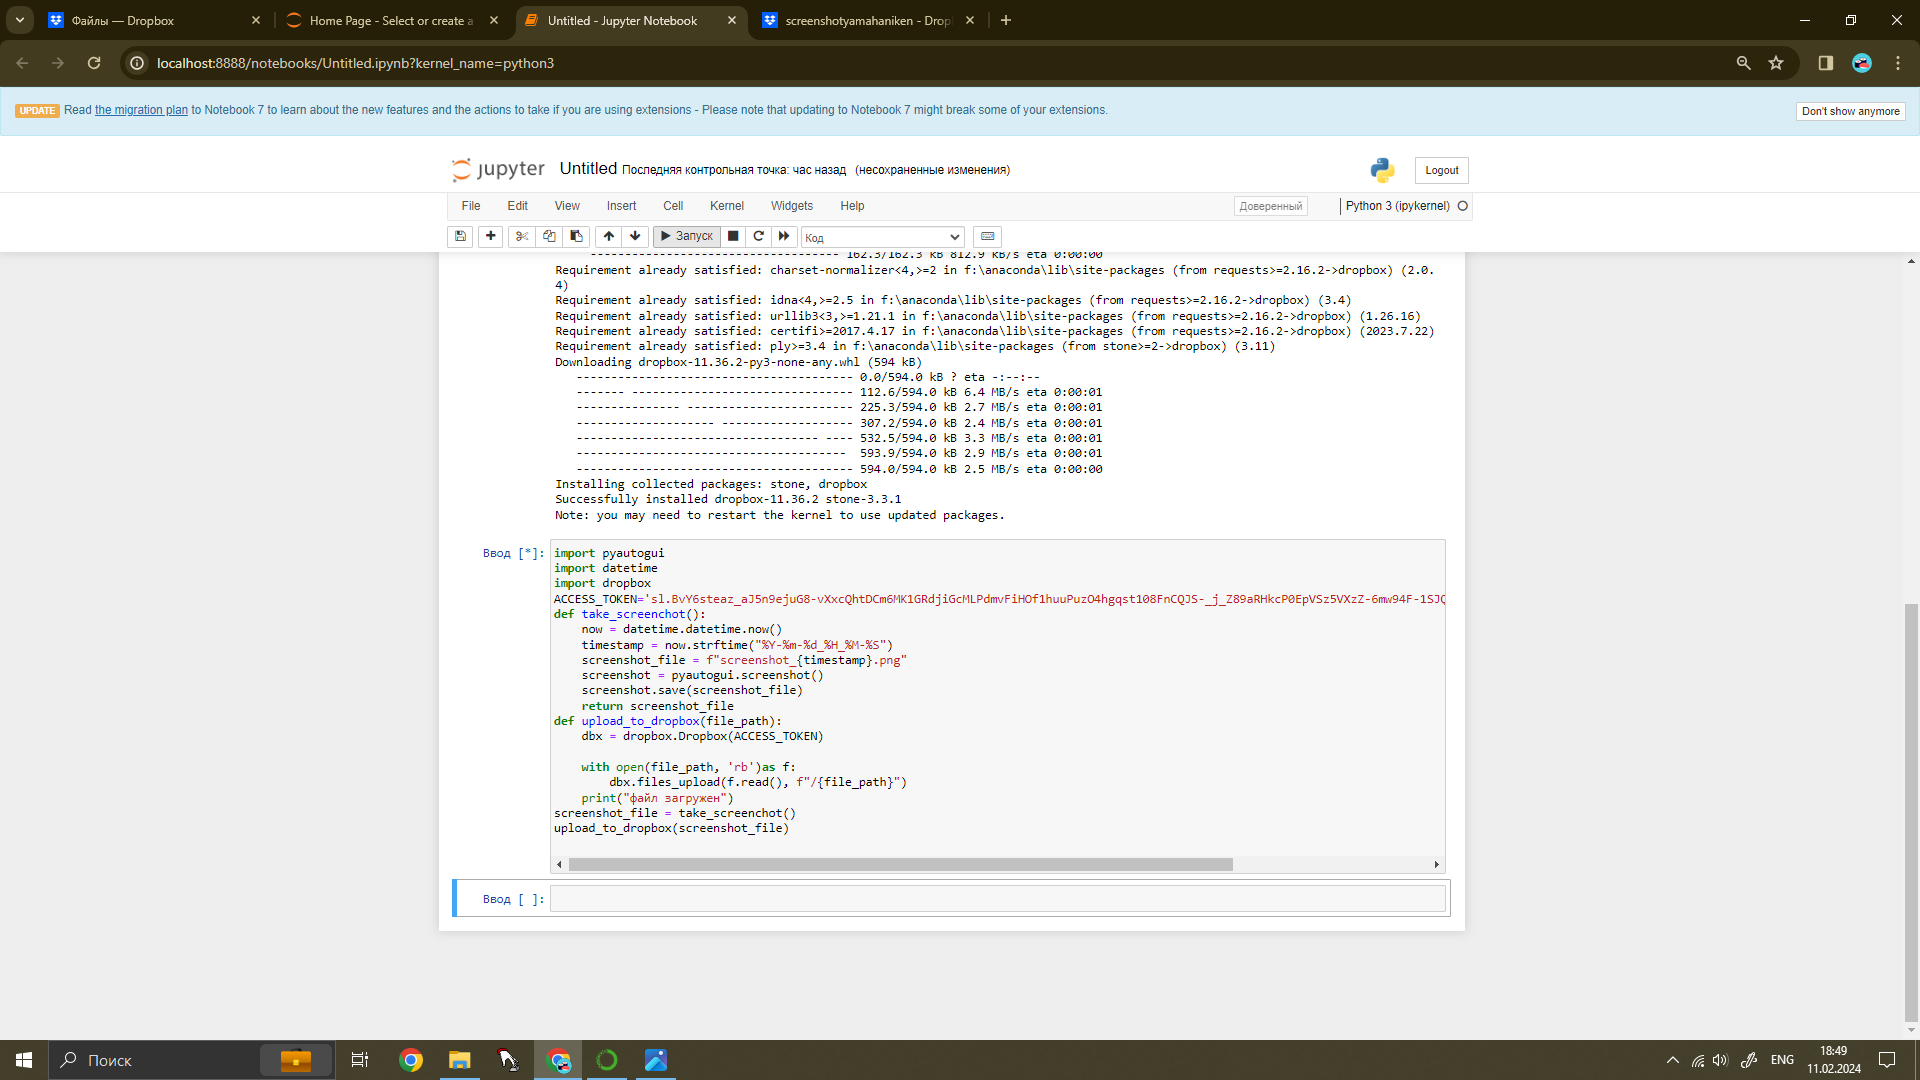 Файлы — Dropbox
Home Page - Select or create a
Untitled - Jupyter Notebook
screenshotyamahaniken - Drop
localhost:8888/notebooks/Untitled.ipynb?kernel_name=python3
UPDATE Read the migration plan to Notebook 7 to learn about the new features and the actions to take if you are using extensions - Please note that updating to Notebook 7 might break some of your extensions.
Don't show anymore
jupyter Untitled Последняя контрольная точка: час назад (несохраненные изменения)
Logout
File Edit View Insert Cell Kernel Widgets Help
Доверенный
Python 3 (ipykernel)
Запуск
Код
---------------------------------------- 162.3/162.3 kB 812.9 kB/s eta 0:00:00
Requirement already satisfied: charset-normalizer<4,>=2 in f:\anaconda\lib\site-packages (from requests>=2.16.2->dropbox) (2.0.
4)
Requirement already satisfied: idna<4,>=2.5 in f:\anaconda\lib\site-packages (from requests>=2.16.2->dropbox) (3.4)
Requirement already satisfied: urllib3<3,>=1.21.1 in f:\anaconda\lib\site-packages (from requests>=2.16.2->dropbox) (1.26.16)
Requirement already satisfied: certifi>=2017.4.17 in f:\anaconda\lib\site-packages (from requests>=2.16.2->dropbox) (2023.7.22)
Requirement already satisfied: ply>=3.4 in f:\anaconda\lib\site-packages (from stone>=2->dropbox) (3.11)
Downloading dropbox-11.36.2-py3-none-any.whl (594 kB)
---------------------------------------- 0.0/594.0 kB ? eta -:--:--
------- -------------------------------- 112.6/594.0 kB 6.4 MB/s eta 0:00:01
--------------- ------------------------ 225.3/594.0 kB 2.7 MB/s eta 0:00:01
-------------------- ------------------- 307.2/594.0 kB 2.4 MB/s eta 0:00:01
----------------------------------- ---- 532.5/594.0 kB 3.3 MB/s eta 0:00:01
--------------------------------------- 593.9/594.0 kB 2.9 MB/s eta 0:00:01
---------------------------------------- 594.0/594.0 kB 2.5 MB/s eta 0:00:00
Installing collected packages: stone, dropbox
Successfully installed dropbox-11.36.2 stone-3.3.1
Note: you may need to restart the kernel to use updated packages.
Ввод [*]:
import pyautogui
import datetime
import dropbox
ACCESS_TOKEN='sl.BvY6steaz_aJ5n9ejuG8-vXxcQhtDCm6MK1GRdjiGcMLPdmvFiHOf1huuPuzO4hgqst108FnCQJS-_j_Z89aRHkcP0EpVSz5VXzZ-6mw94F-1SJQ
def take_screenchot():
    now = datetime.datetime.now()
    timestamp = now.strftime("%Y-%m-%d_%H_%M-%S")
    screenshot_file = f"screenshot_{timestamp}.png"
    screenshot = pyautogui.screenshot()
    screenshot.save(screenshot_file)
    return screenshot_file
def upload_to_dropbox(file_path):
    dbx = dropbox.Dropbox(ACCESS_TOKEN)
    with open(file_path, 'rb')as f:
        dbx.files_upload(f.read(), f"/{file_path}")
    print("файл загружен")
screenshot_file = take_screenchot()
upload_to_dropbox(screenshot_file)
Ввод [ ]:
Поиск
ENG
18:49
11.02.2024